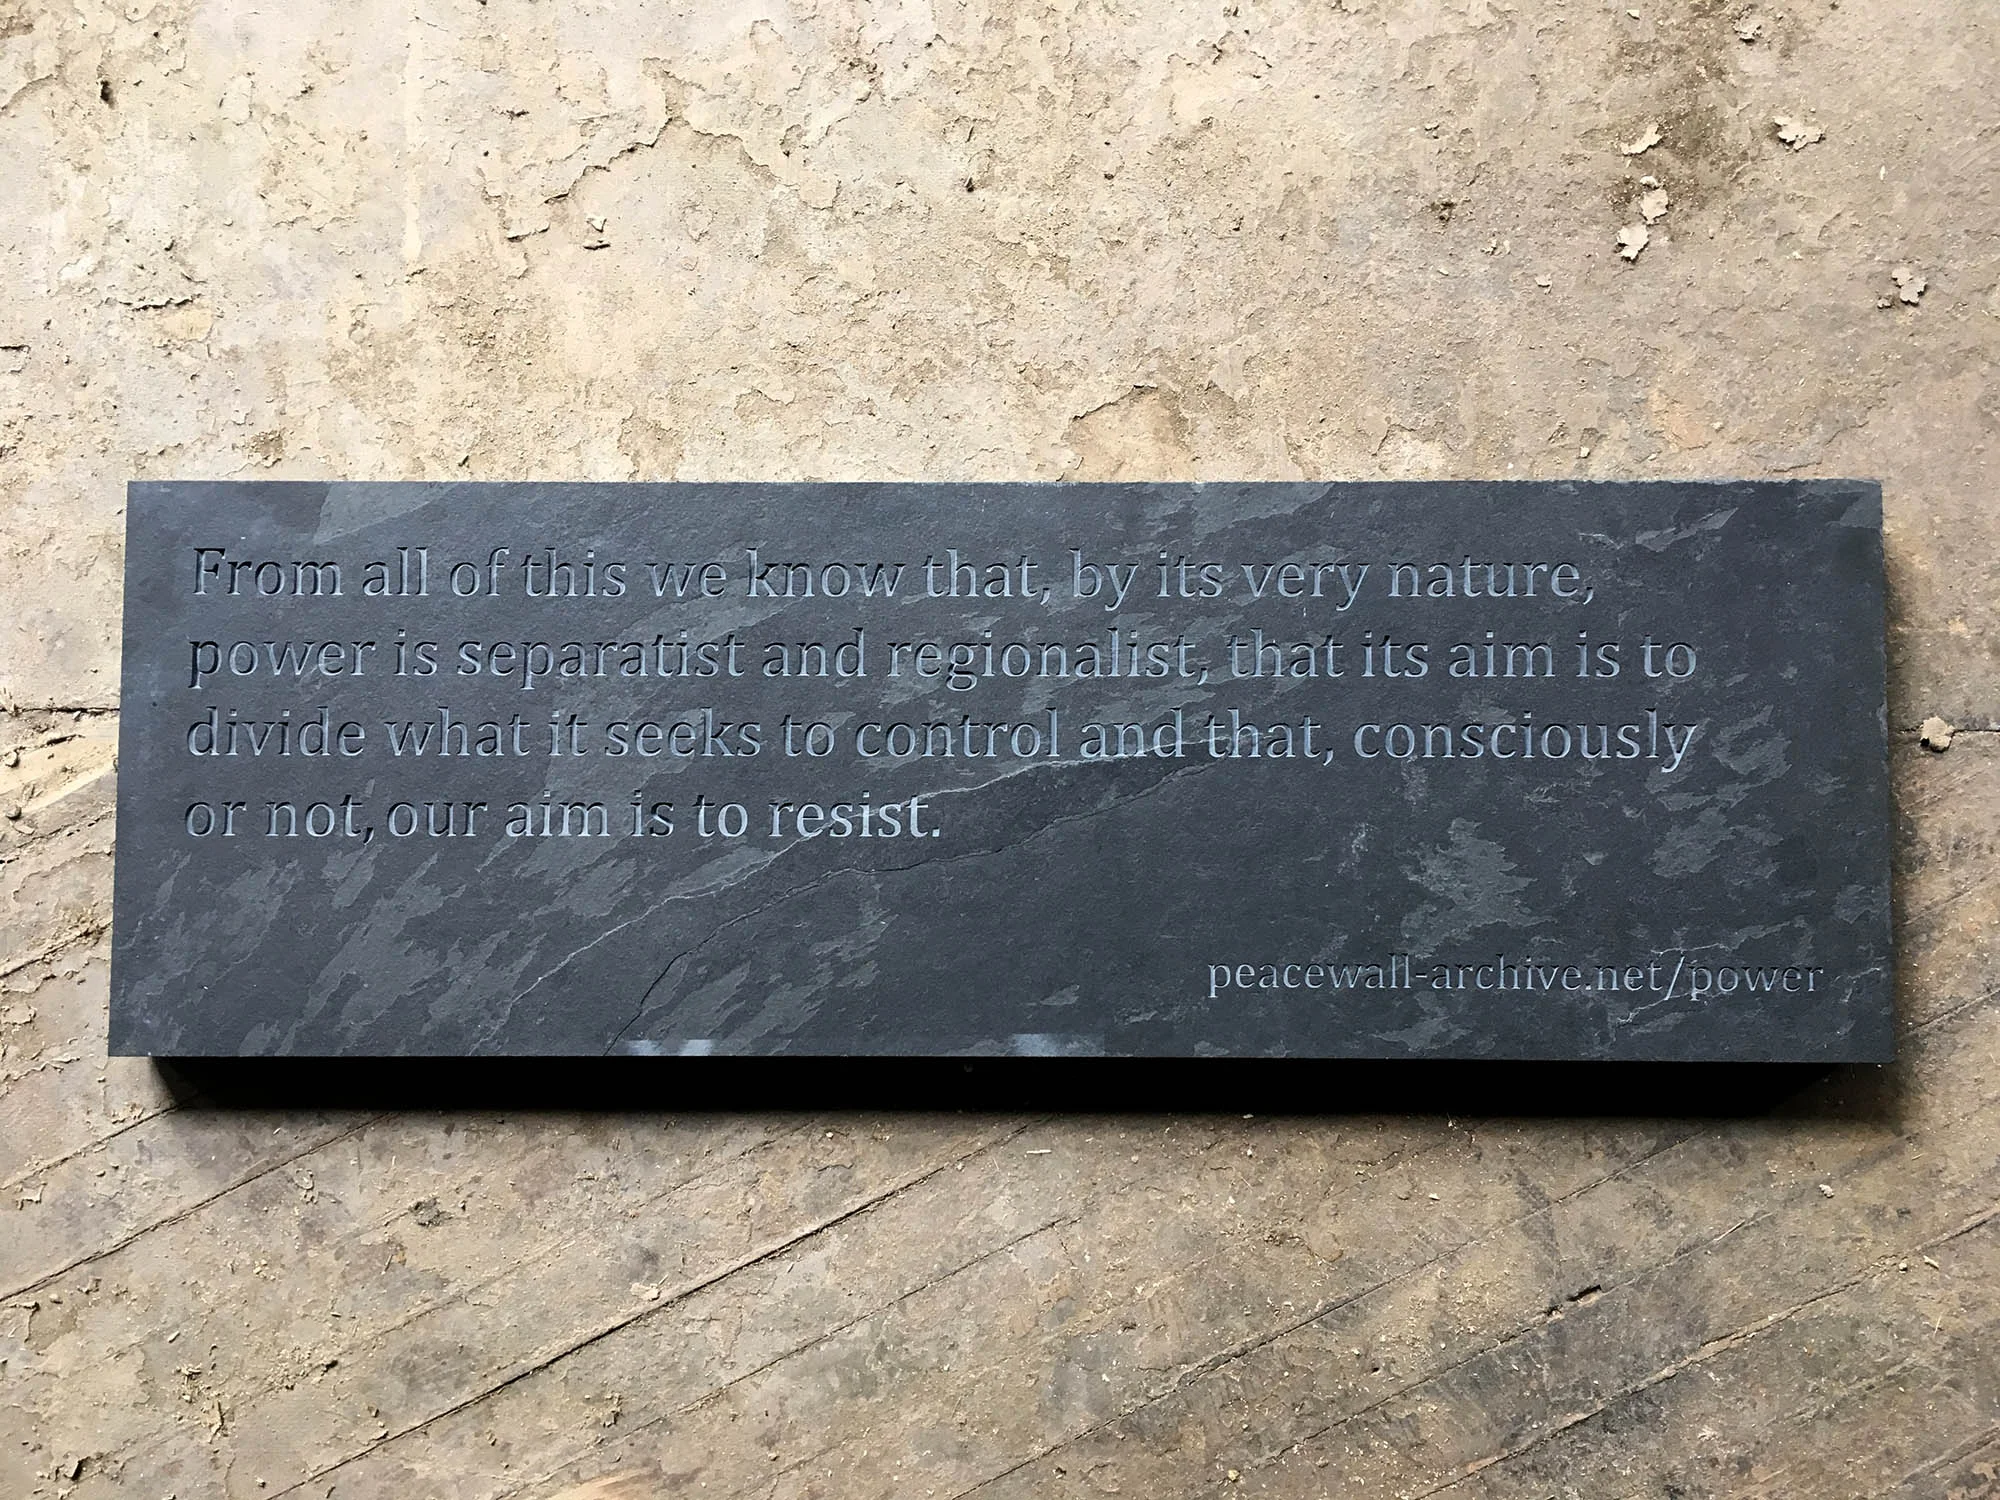 From all of this we know that, by its very nature,
power is separatist and regionalist, that its aim is to
divide what it seeks to control and that, consciously
or not, our aim is to resist.
peacewall-archive.net/power